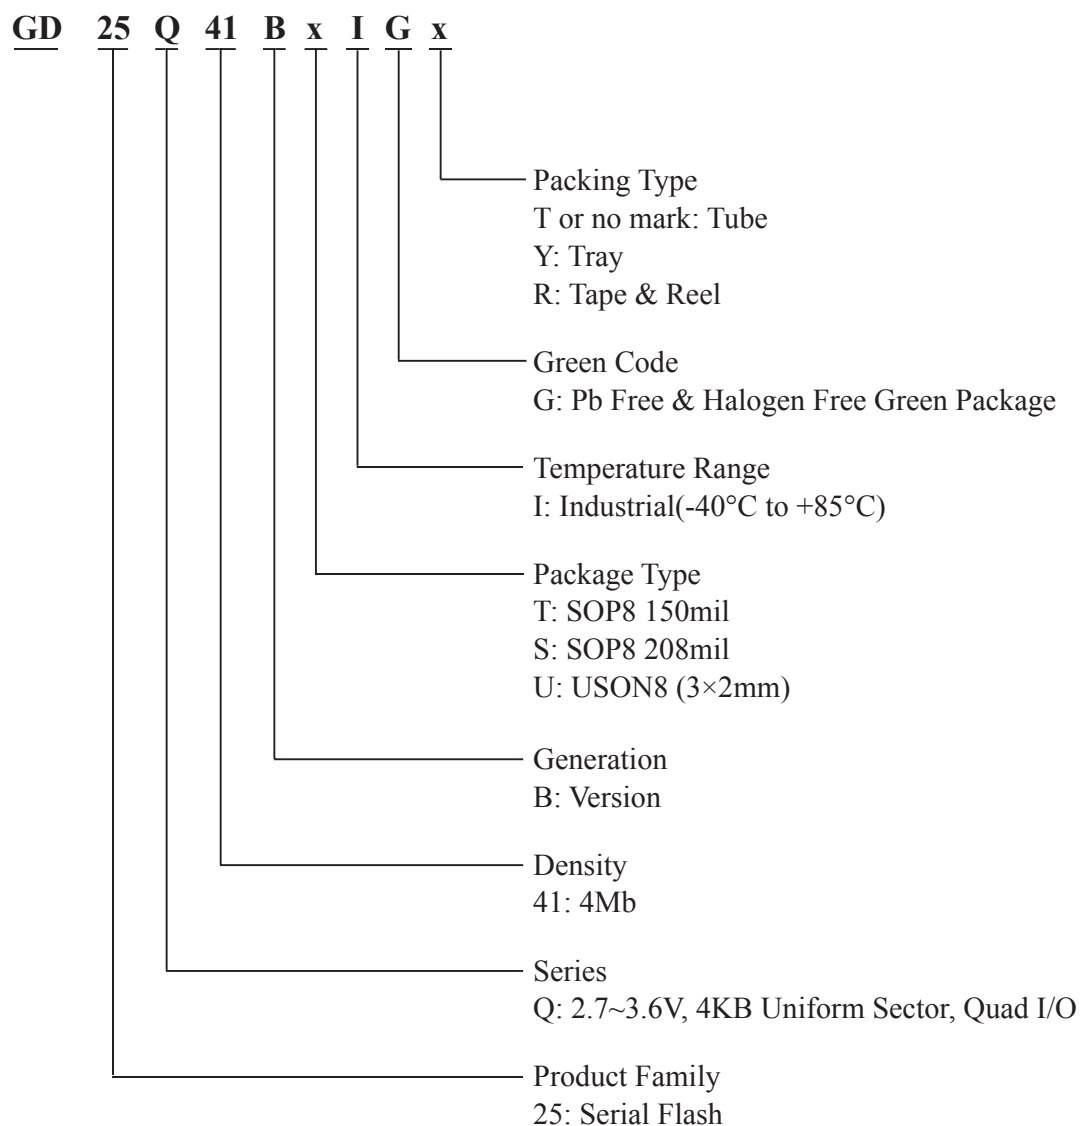 GD 25 Q 41 B x I G x
Packing Type
T or no mark: Tube
Y: Tray
R: Tape & Reel
Green Code
G: Pb Free & Halogen Free Green Package
Temperature Range
I: Industrial(-40°C to +85°C)
Package Type
T: SOP8 150mil
S: SOP8 208mil
U: USON8 (3×2mm)
Generation
B: Version
Density
41: 4Mb
Series
Q: 2.7~3.6V, 4KB Uniform Sector, Quad I/O
Product Family
25: Serial Flash